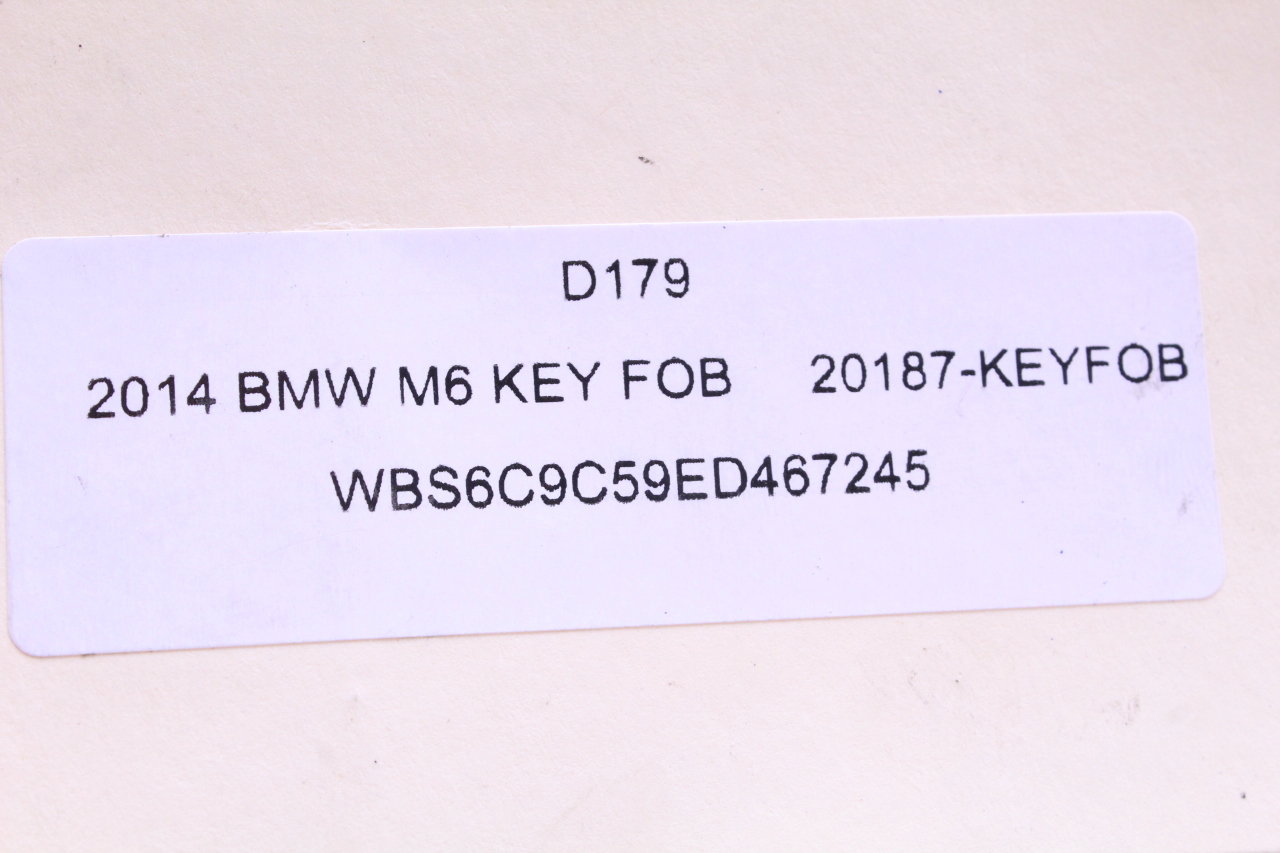 D179
2014 BMW M6 KEY FOB 20187-KEYFOB
WBS6C9C59ED467245